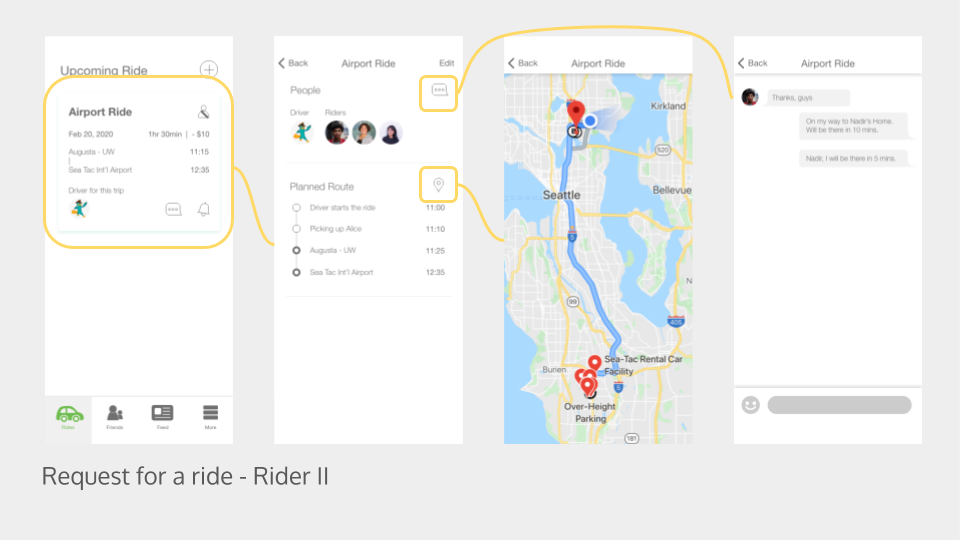 Upcoming Ride
Airport Ride
Feb 20, 2020 1hr 30min | - $10
Augusta - UW 11:15
|
Sea Tac Int'l Airport 12:35
Driver for this trip
Rides Friends Feed More
Back Airport Ride Edit
People
Driver Riders
Planned Route
Driver starts the ride 11:00
Picking up Alice 11:10
Augusta - UW 11:25
Sea Tac Int'l Airport 12:35
Back Airport Ride
Kirkland
520
Seattle
Bellevue
5
N
99
405
Sea-Tac Rental Car
Facility
Burien
5
Over-Height
Parking
181
Back Airport Ride
Thanks, guys
On my way to Nadir's Home.
Will be there in 10 mins.
Nadir, I will be there in 5 mins.
Request for a ride - Rider II